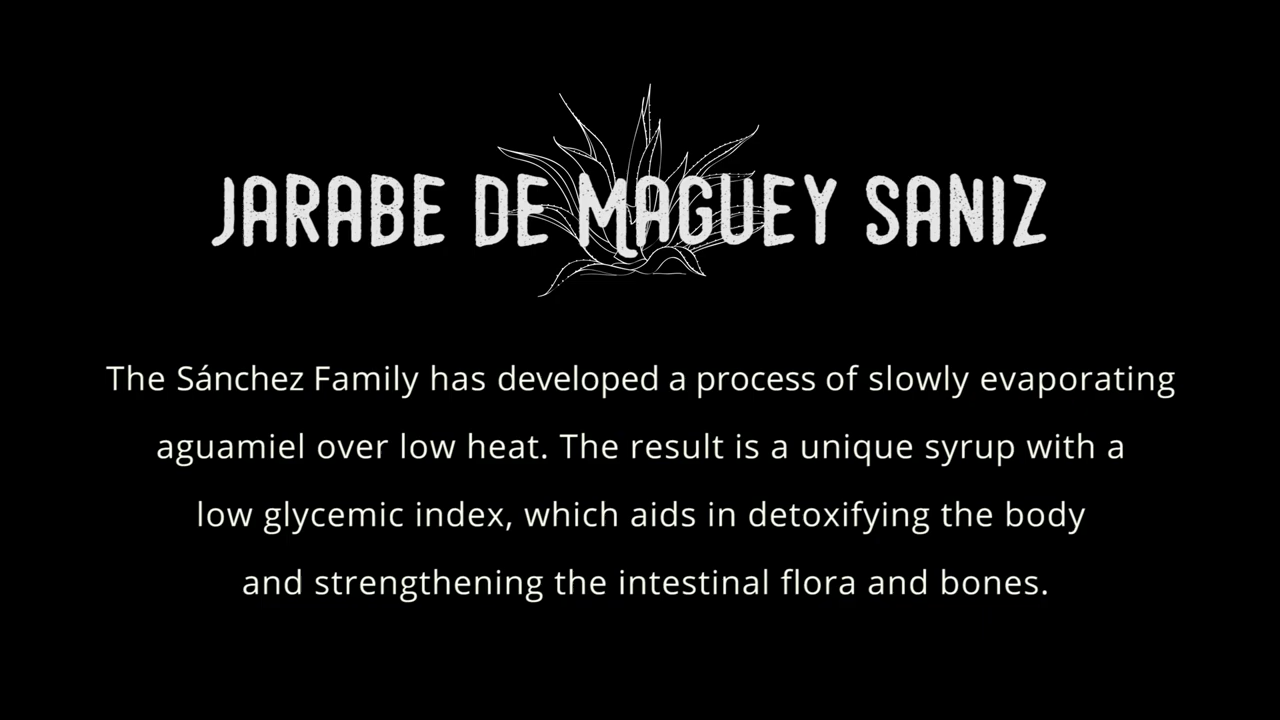 JARABE DE MAGUEY SANIZ
The Sánchez Family has developed a process of slowly evaporating
aguamiel over low heat. The result is a unique syrup with a
low glycemic index, which aids in detoxifying the body
and strengthening the intestinal flora and bones.